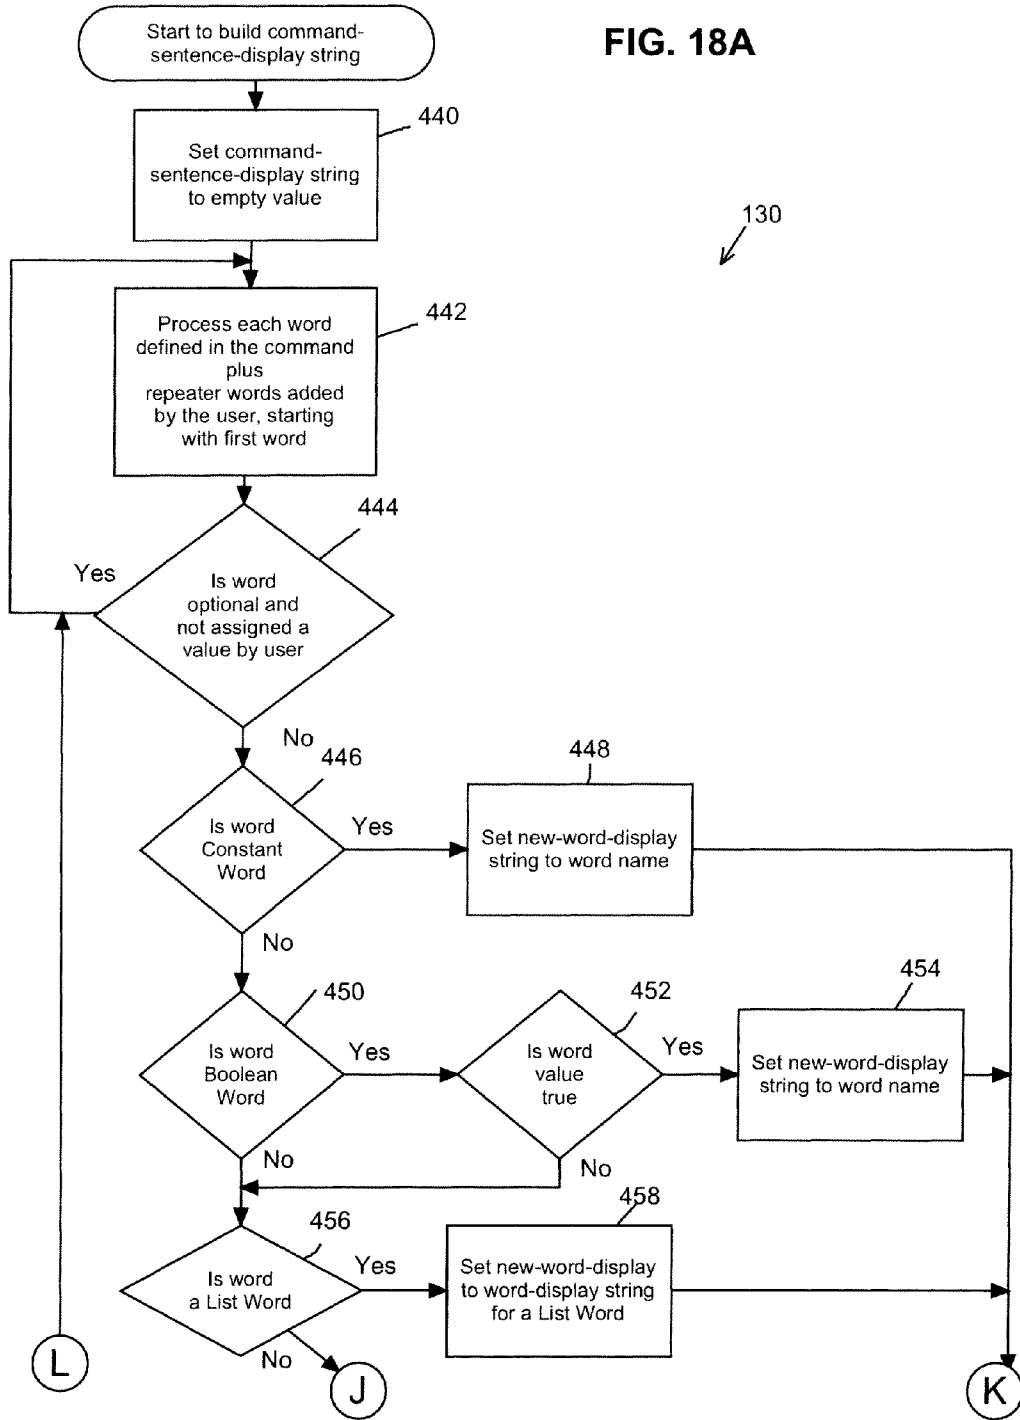 Start to build command-
sentence-display string
FIG. 18A
440
Set command-
sentence-display string
to empty value
130
442
Process each word
defined in the command
plus
repeater words added
by the user, starting
with first word
444
Yes
Is word
optional and
not assigned a
value by user
No
446
448
Is word
Constant
Word
Yes
Set new-word-display
string to word name
No
450
452
454
Is word
Boolean
Word
Yes
Is word
value
true
Yes
Set new-word-display
string to word name
No
No
456
458
Is word
a List Word
Yes
Set new-word-display
to word-display string
for a List Word
No
L
J
K